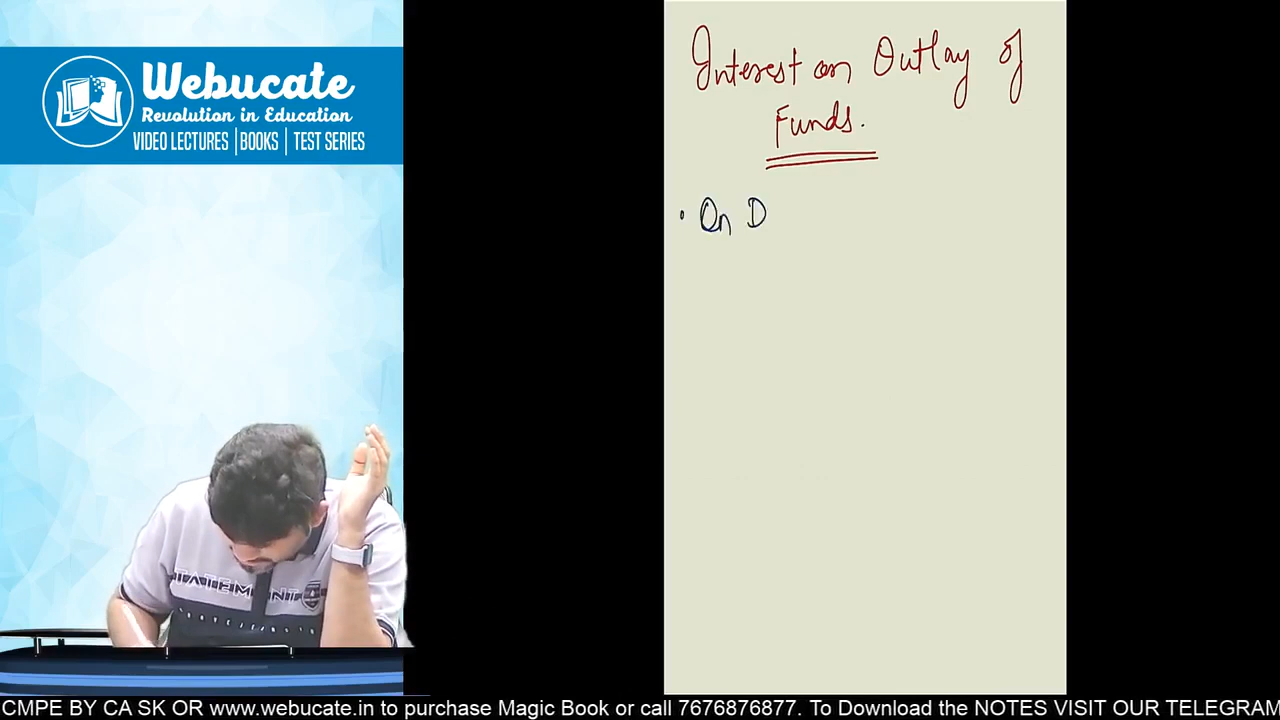 Webucate
Revolution in Education
VIDEO LECTURES | BOOKS | TEST SERIES
Interest on Outlay of
Funds.
• On D
STATEMENT
CMPE BY CA SK OR www.webucate.in to purchase Magic Book or call 7676876877. To Download the NOTES VISIT OUR TELEGRAM